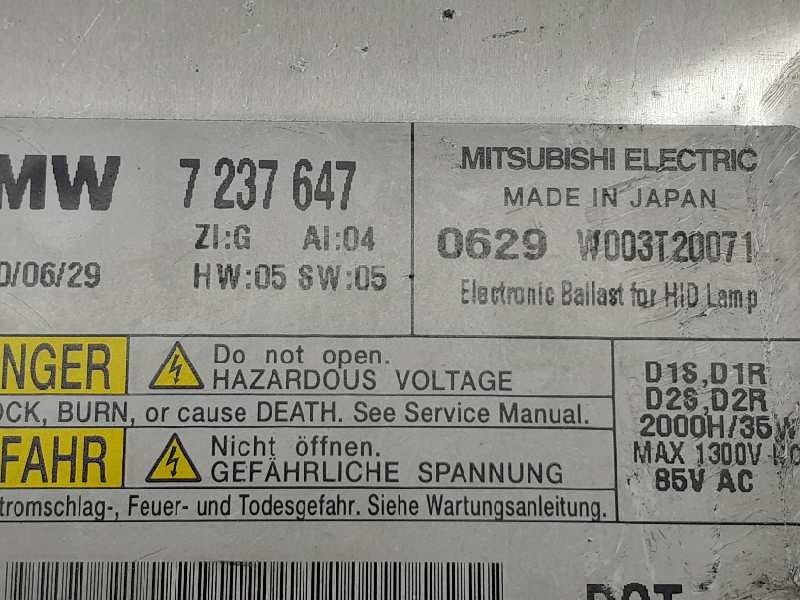 MW 7 237 647
ZI:G AI:04
0/06/29 HW:05 SW:05
MITSUBISHI ELECTRIC
MADE IN JAPAN
0629 W003T20071
Electronic Ballast for HID Lamp
NGER Do not open.
HAZARDOUS VOLTAGE
OCK, BURN, or cause DEATH. See Service Manual.
FAHR Nicht öffnen.
GEFÄHRLICHE SPANNUNG
tromschlag-, Feuer- und Todesgefahr. Siehe Wartungsanleitung.
D1S, D1R
D2S, D2R
2000H/35W
MAX 1300V
85V AC
DOT